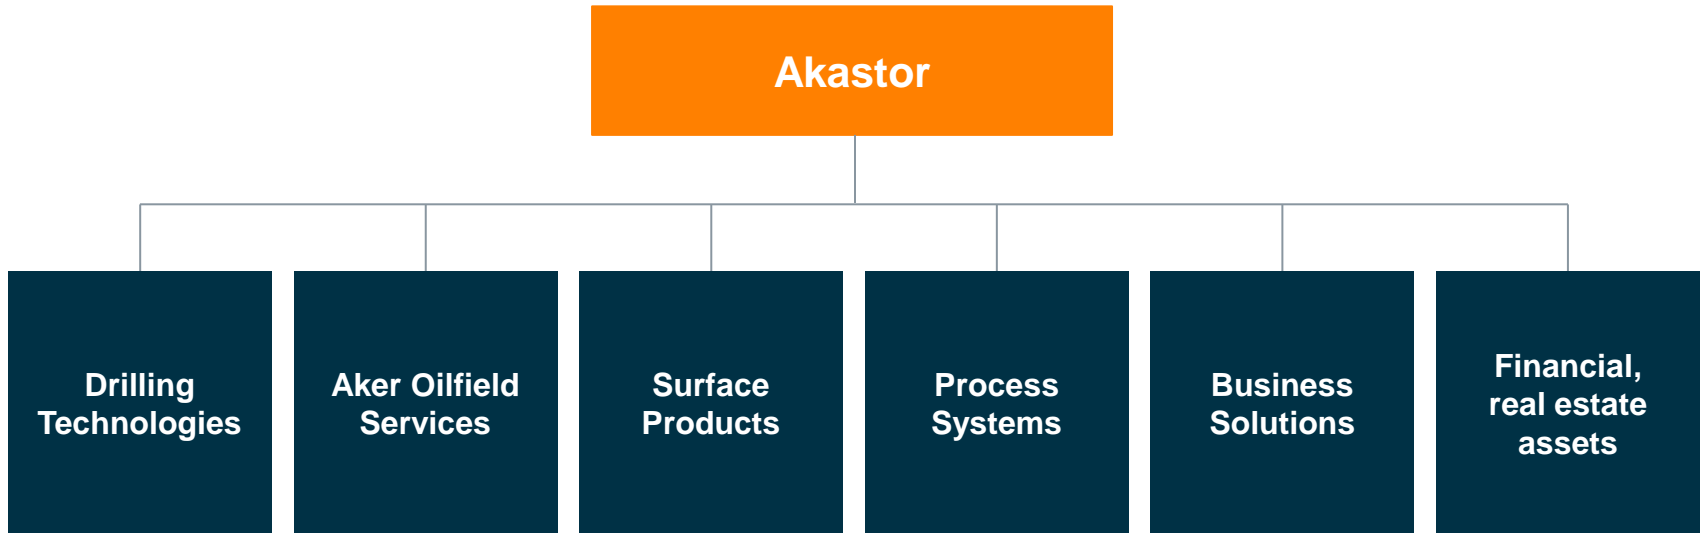 Akastor
Drilling
Technologies
Aker Oilfield
Services
Surface
Products
Process
Systems
Business
Solutions
Financial,
real estate
assets